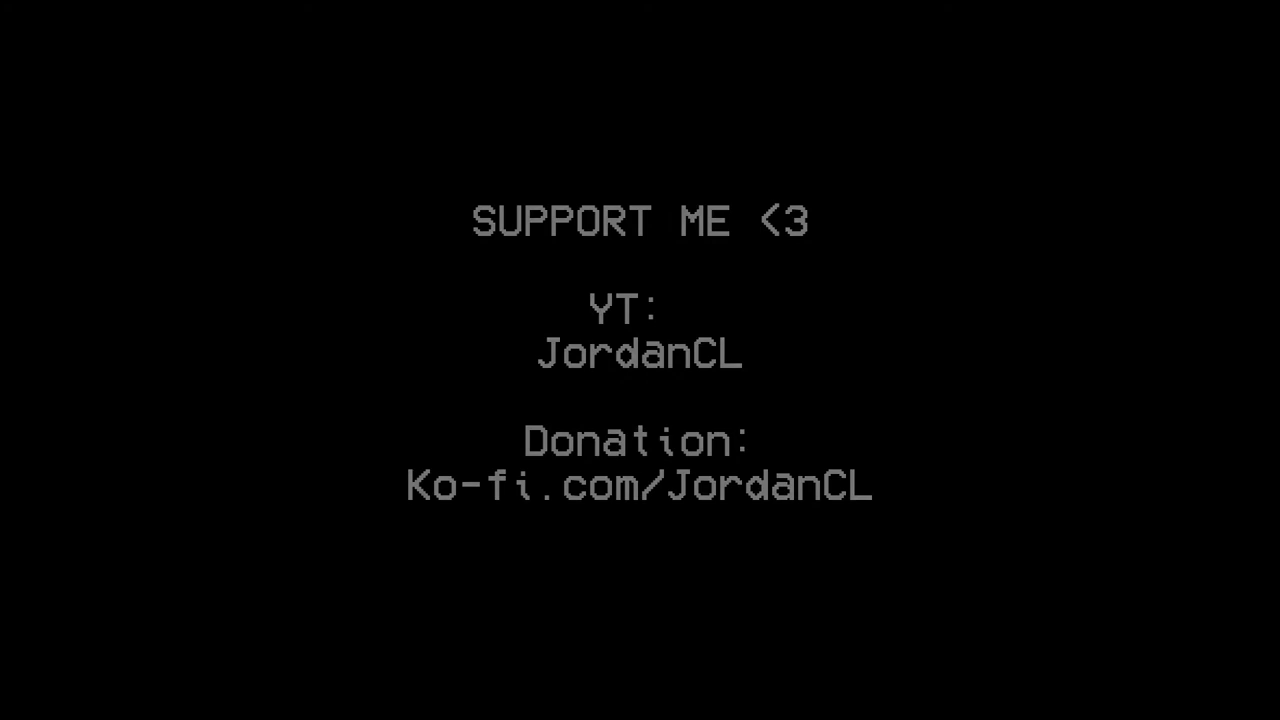 SUPPORT ME <3
YT:
JordanCL
Donation:
Ko-fi.com/JordanCL